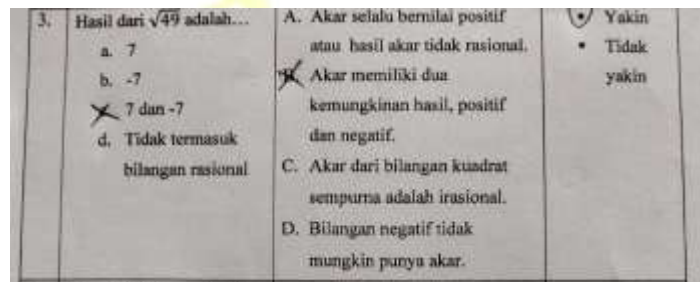 3. Hasil dari √49 adalah...
a. 7
b. -7
7 dan -7
d. Tidak termasuk
bilangan rasional
A. Akar selalu bernilai positif
atau hasil akar tidak rasional.
Akar memiliki dua
kemungkinan hasil, positif
dan negatif.
C. Akar dari bilangan kuadrat
sempurna adalah irasional.
D. Bilangan negatif tidak
mungkin punya akar.
Yakin
• Tidak
yakin